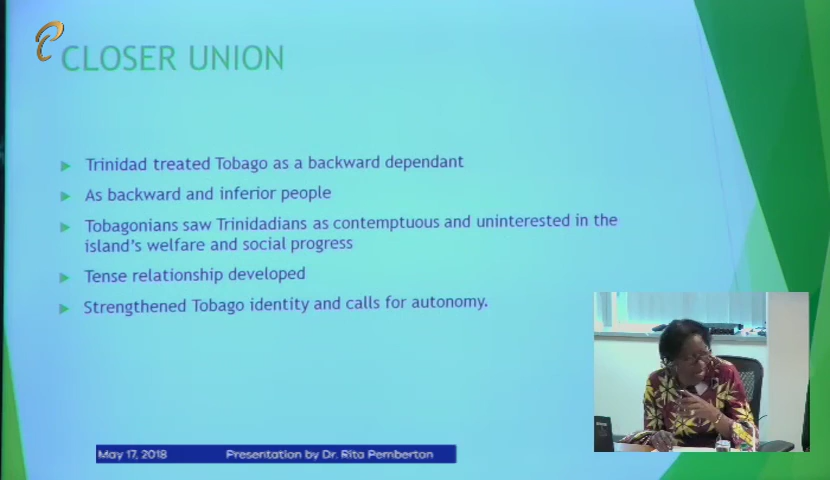 CLOSER UNION
Trinidad treated Tobago as a backward dependant
As backward and inferior people
Tobagonians saw Trinidadians as contemptuous and uninterested in the
island's welfare and social progress
Tense relationship developed
Strengthened Tobago identity and calls for autonomy.
May 17, 2018 Presentation by Dr. Rita Pemberton